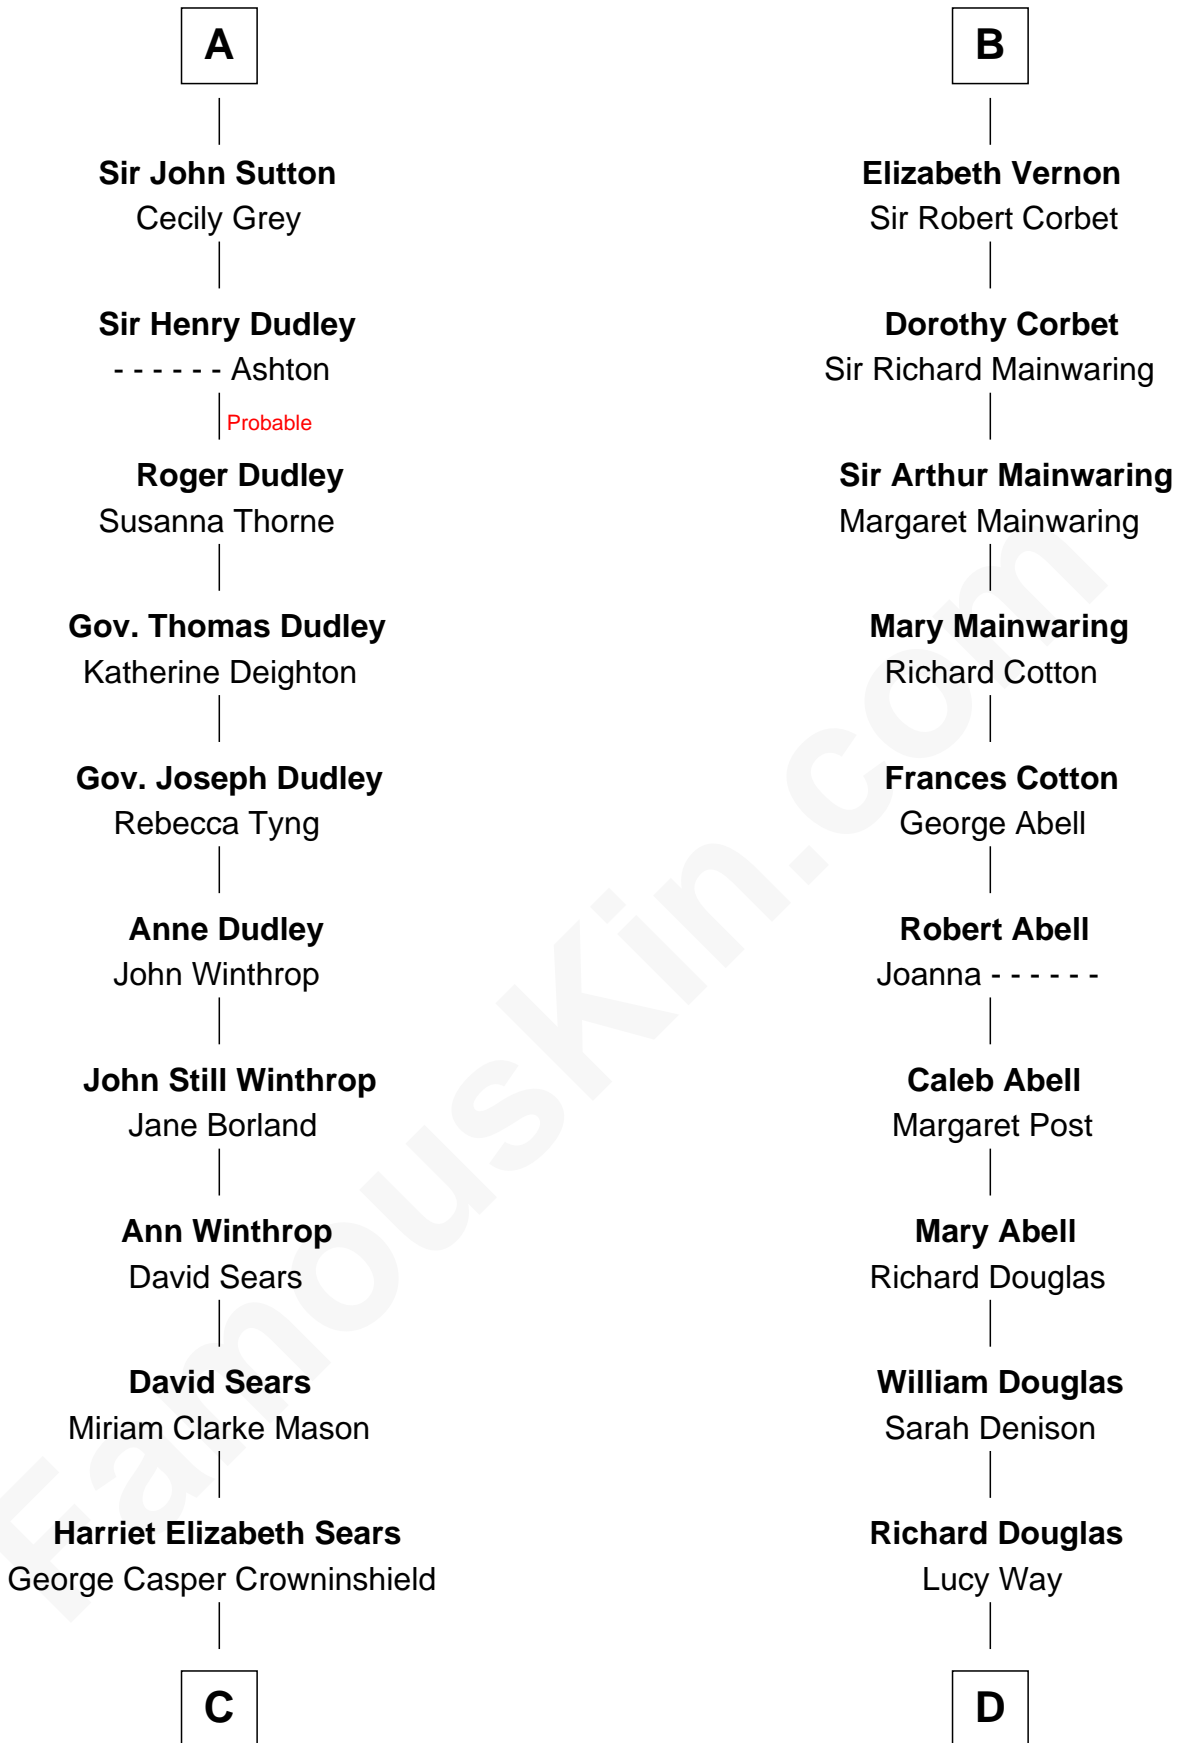 A
Sir John Sutton
Cecily Grey
Sir Henry Dudley
- - - - - - Ashton
Probable
Roger Dudley
Susanna Thorne
Gov. Thomas Dudley
Katherine Deighton
Gov. Joseph Dudley
Rebecca Tyng
Anne Dudley
John Winthrop
John Still Winthrop
Jane Borland
Ann Winthrop
David Sears
David Sears
Miriam Clarke Mason
Harriet Elizabeth Sears
George Casper Crowninshield
C
B
Elizabeth Vernon
Sir Robert Corbet
Dorothy Corbet
Sir Richard Mainwaring
Sir Arthur Mainwaring
Margaret Mainwaring
Mary Mainwaring
Richard Cotton
Frances Cotton
George Abell
Robert Abell
Joanna - - - - - -
Caleb Abell
Margaret Post
Mary Abell
Richard Douglas
William Douglas
Sarah Denison
Richard Douglas
Lucy Way
D
FamousKin.com